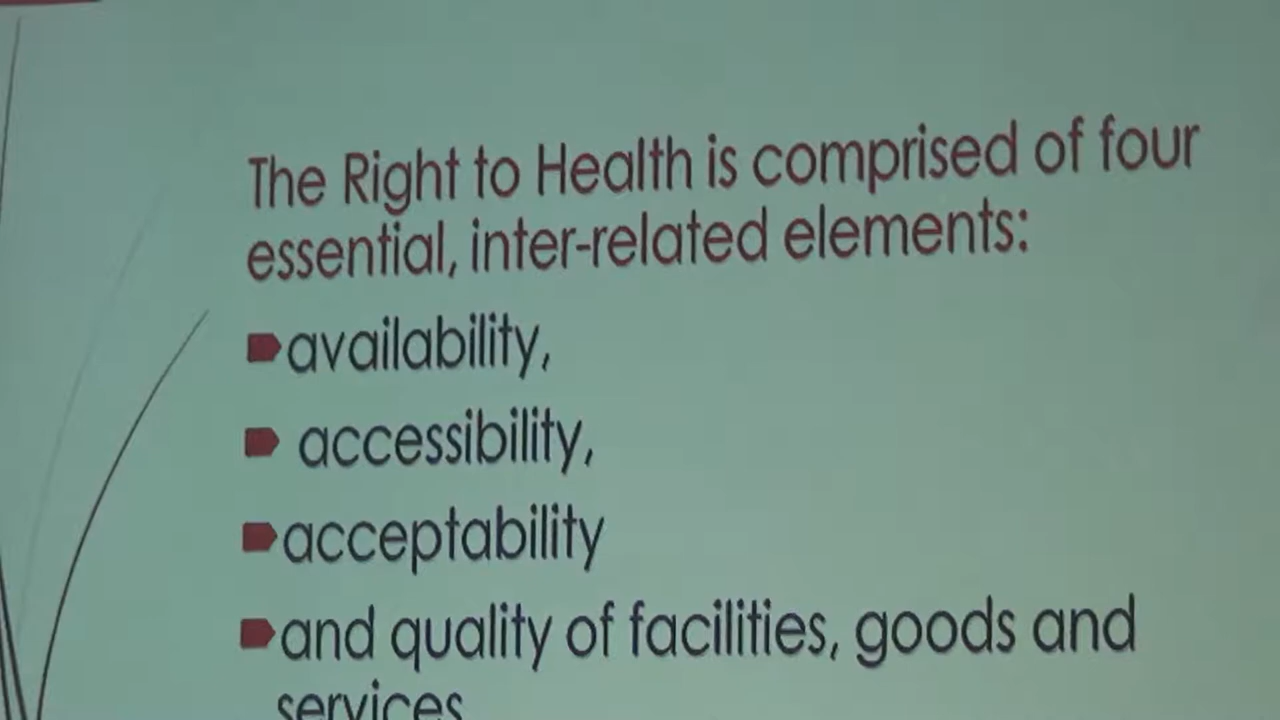 The Right to Health is comprised of four
essential, inter-related elements:
availability,
accessibility,
acceptability
and quality of facilities, goods and
services